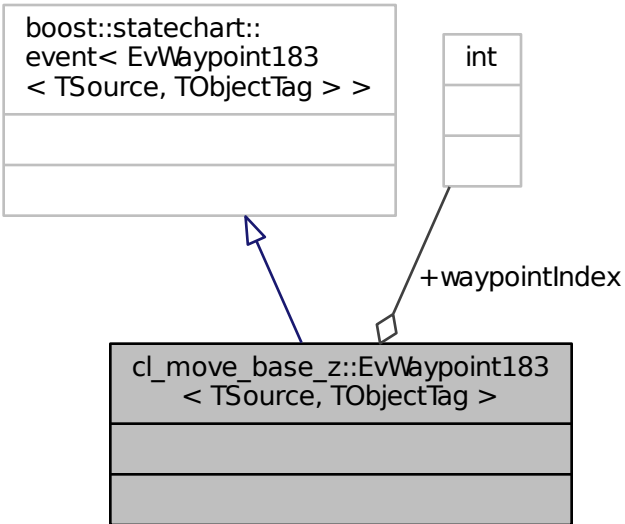 boost::statechart::
event< EvWaypoint183
< TSource, TObjectTag > >
int
+waypointIndex
cl_move_base_z::EvWaypoint183
< TSource, TObjectTag >